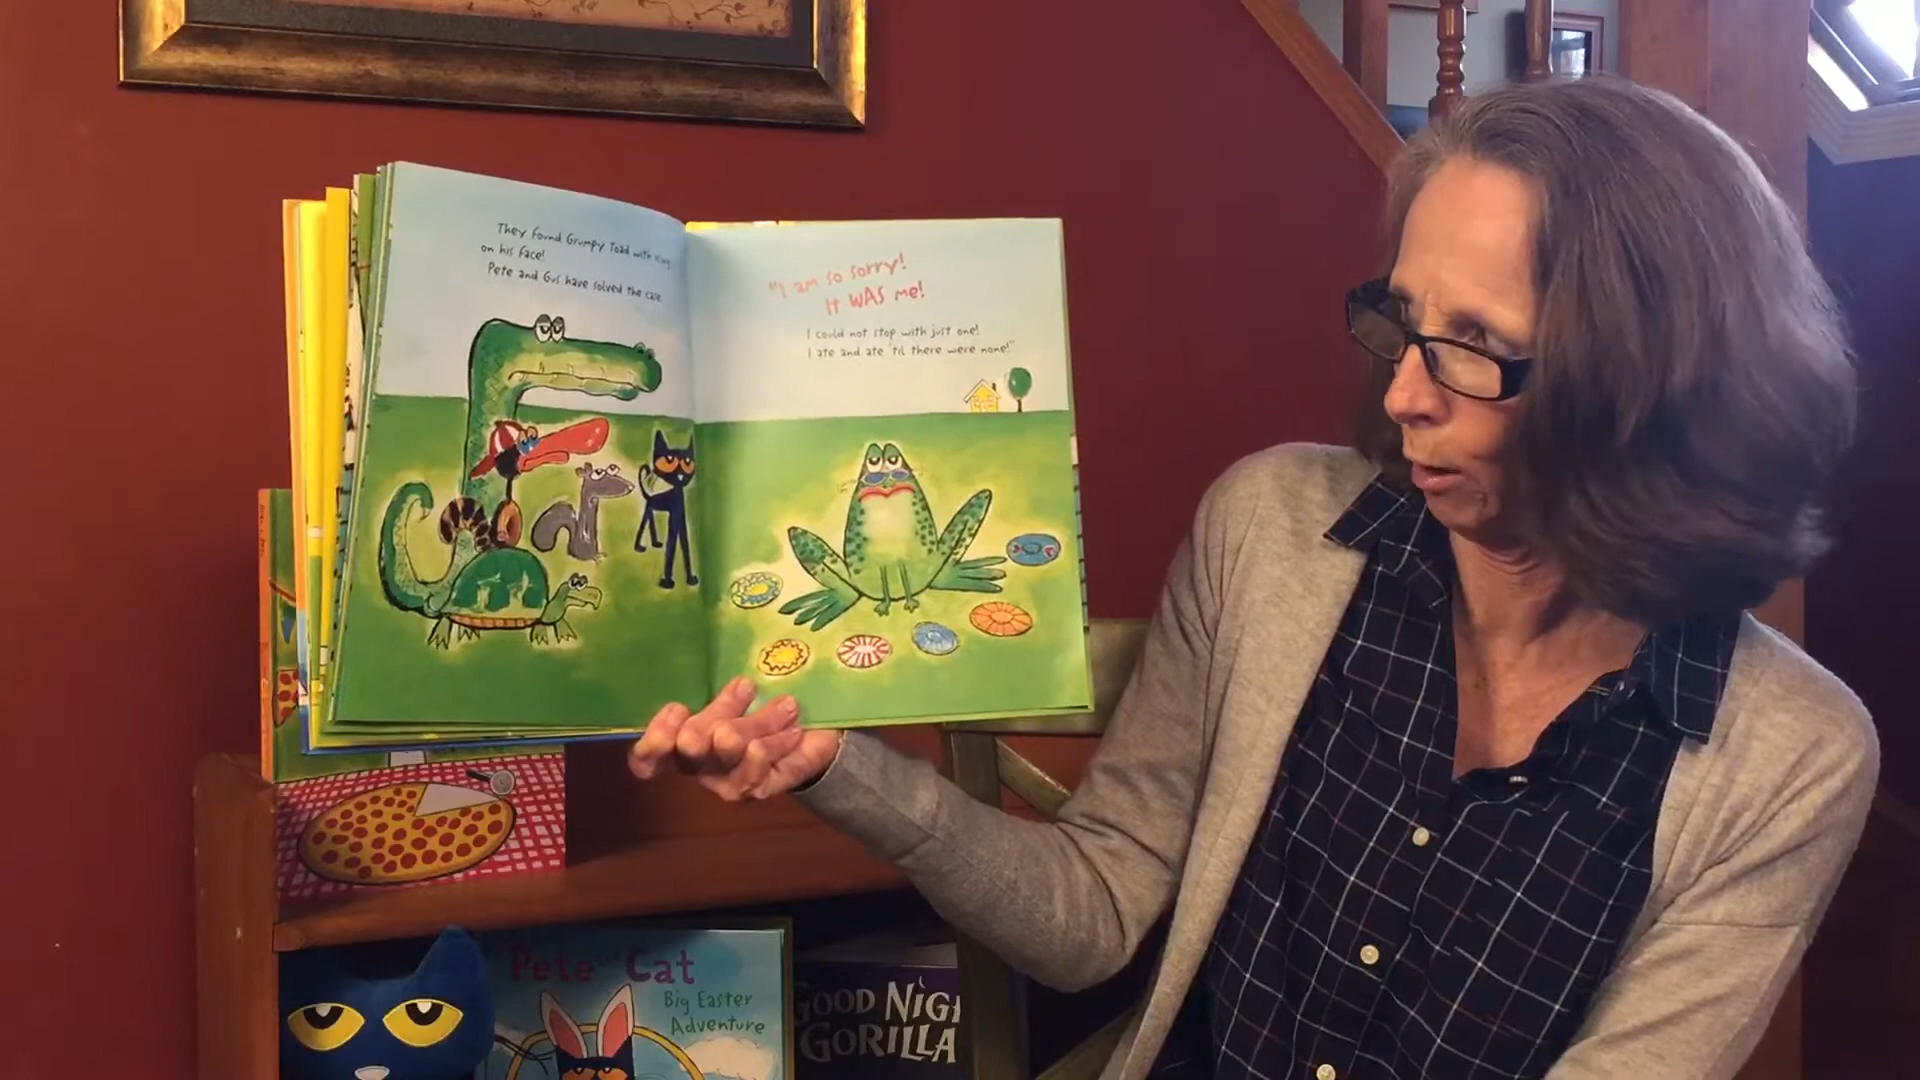 They found Grumpy Toad with icing
on his face!
Pete and Gus have solved the case.
"I am so sorry!
It WAS me!
I could not stop with just one!
I ate and ate 'til there were none!"
Pete the Cat
Big Easter
Adventure
GOOD NIGH
GORILLA